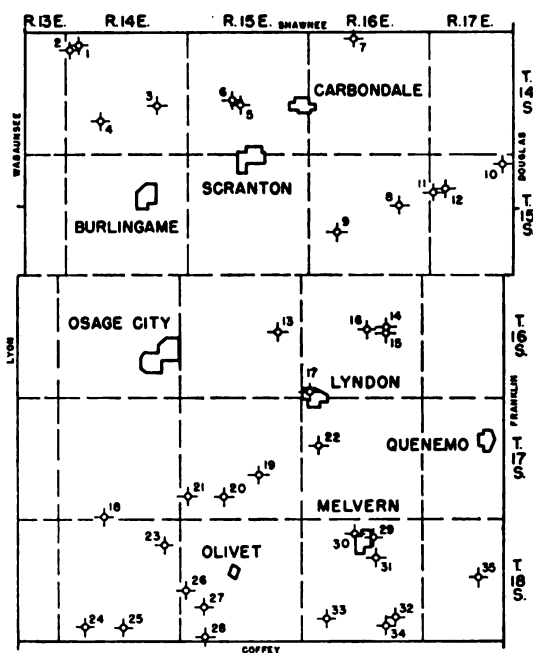 R.13E. R.14E. R.15E. SHAWNEE R.16E. R.17E.
2 1 7
3 6 5 CARBONDALE T. 14 S
4
WABAUNSEE DOUGLAS
10
SCRANTON 11 12
BURLINGAME 8 T. 15 S.
9
OSAGE CITY 13 16 14 15 T. 16 S.
LYON
17 LYNDON FRANKLIN
22 QUENEMO T. 17 S.
19
21 20
18 MELVERN
23 OLIVET 30 29
31
26 35 T. 18 S.
27
24 25 28 33 32 34
COFFEY